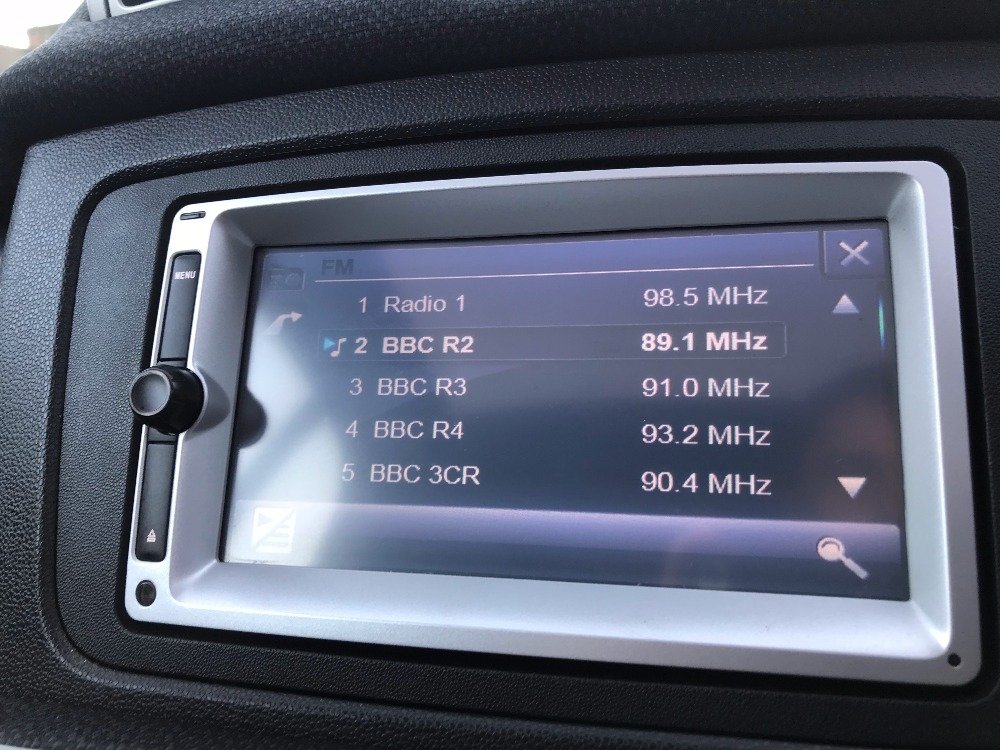 MENU
FM
1 Radio 1 98.5 MHz
2 BBC R2 89.1 MHz
3 BBC R3 91.0 MHz
4 BBC R4 93.2 MHz
5 BBC 3CR 90.4 MHz